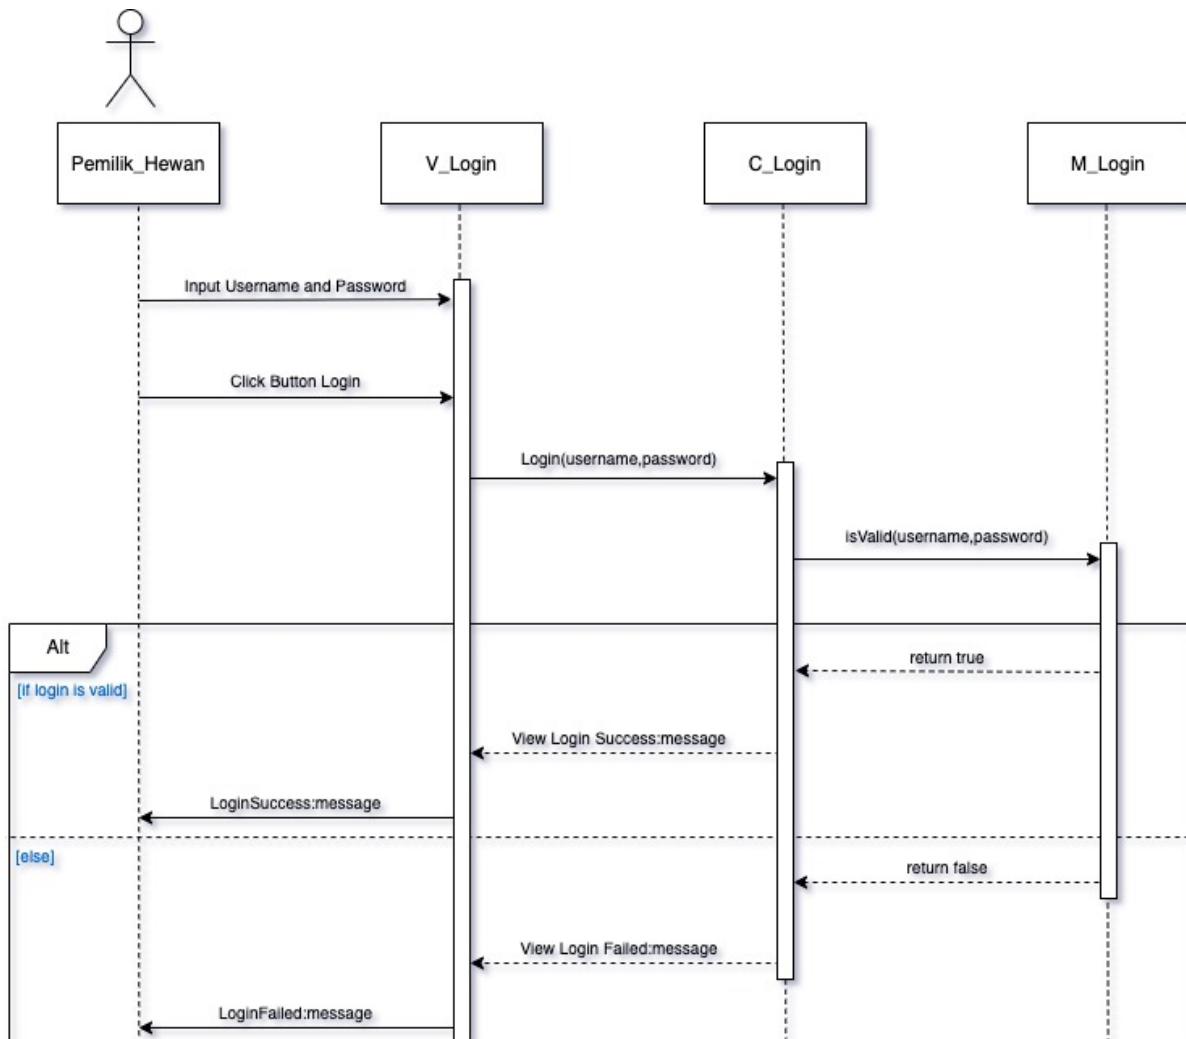 Pemilik_Hewan
V_Login
C_Login
M_Login
Input Username and Password
Click Button Login
Login(username,password)
isValid(username,password)
Alt
[if login is valid]
return true
View Login Success:message
LoginSuccess:message
[else]
return false
View Login Failed:message
LoginFailed:message